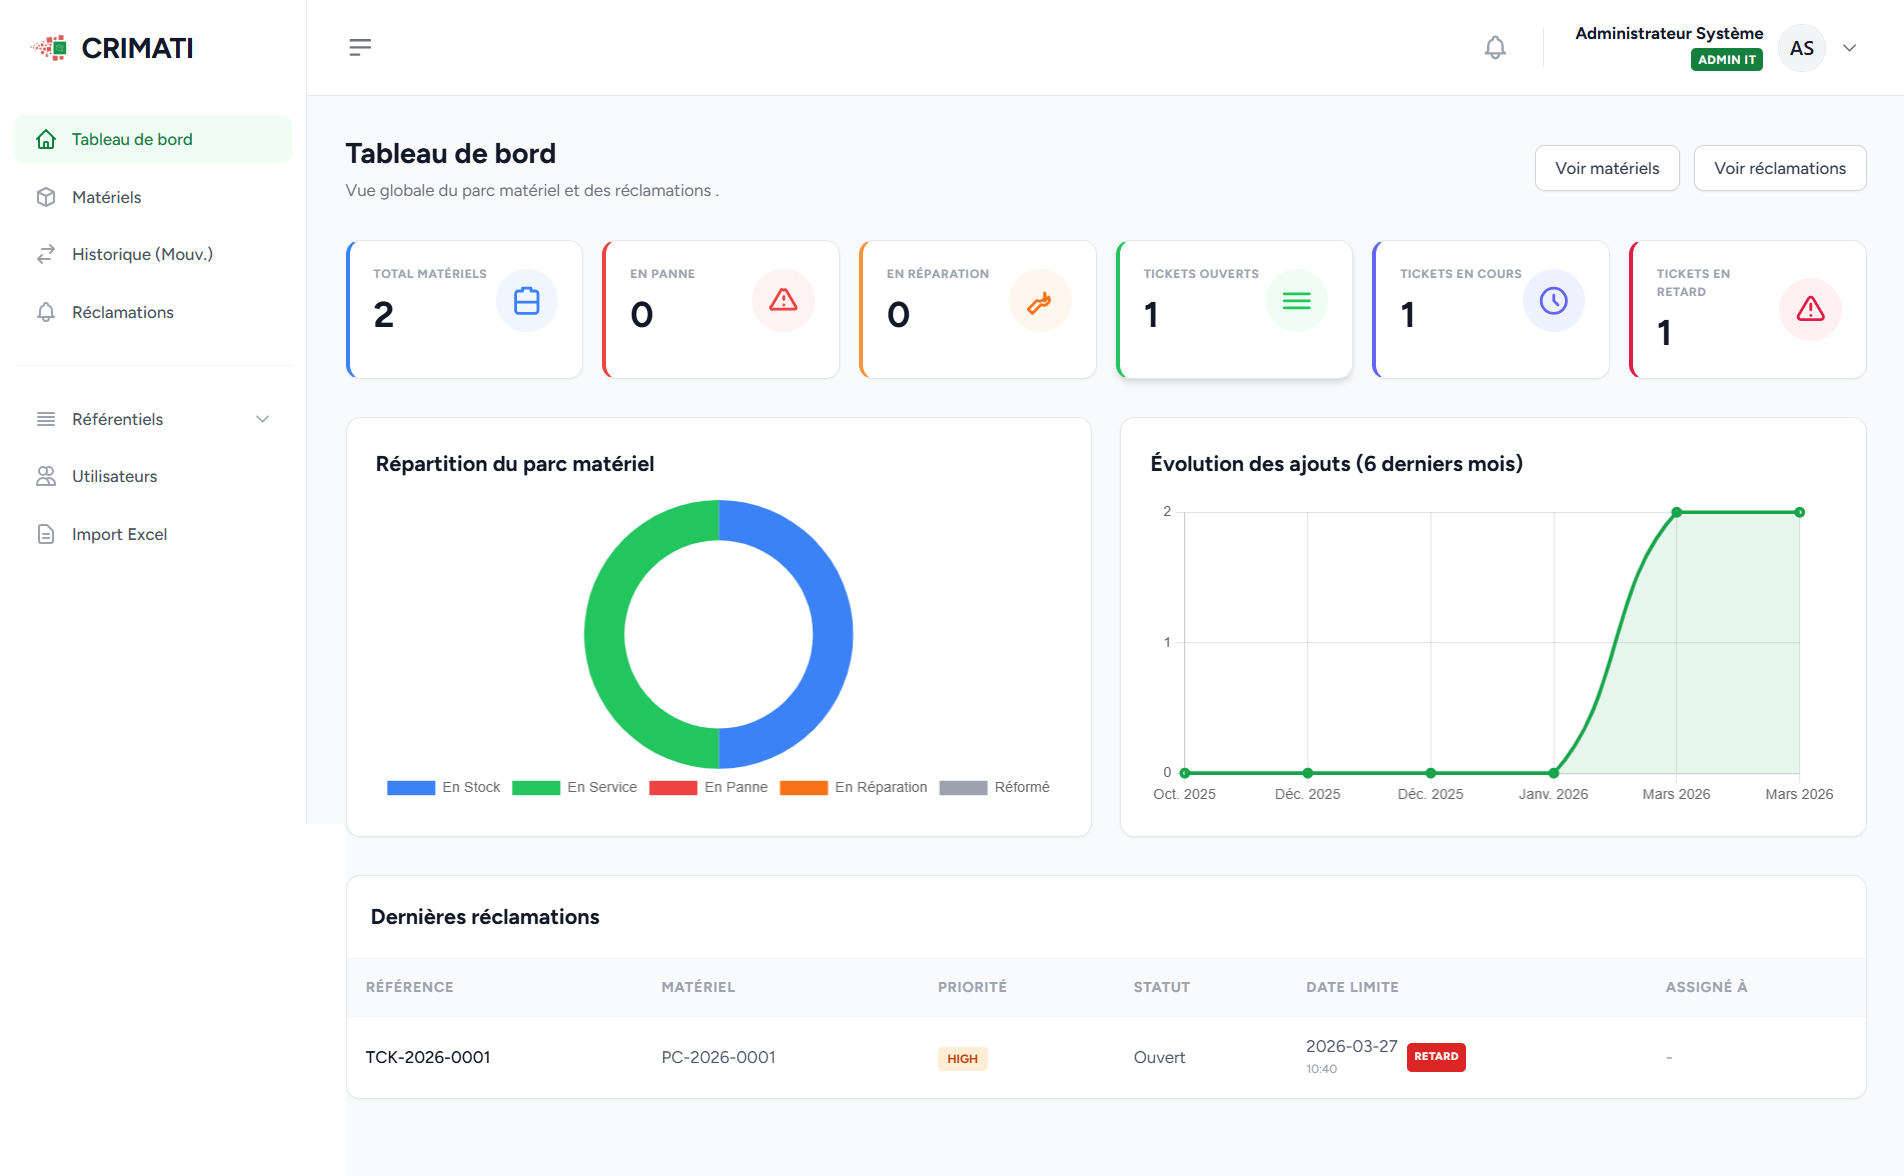 CRIMATI
Administrateur Système
ADMIN IT
AS
Tableau de bord
Matériels
Historique (Mouv.)
Réclamations
Référentiels
Utilisateurs
Import Excel
Tableau de bord
Vue globale du parc matériel et des réclamations .
Voir matériels
Voir réclamations
TOTAL MATÉRIELS
2
EN PANNE
0
EN RÉPARATION
0
TICKETS OUVERTS
1
TICKETS EN COURS
1
TICKETS EN
RETARD
1
Répartition du parc matériel
En Stock En Service En Panne En Réparation Réformé
Évolution des ajouts (6 derniers mois)
2
1
0
Oct. 2025 Déc. 2025 Déc. 2025 Janv. 2026 Mars 2026 Mars 2026
Dernières réclamations
RÉFÉRENCE MATÉRIEL PRIORITÉ STATUT DATE LIMITE ASSIGNÉ À
TCK-2026-0001 PC-2026-0001 HIGH Ouvert 2026-03-27 RETARD -
10:40